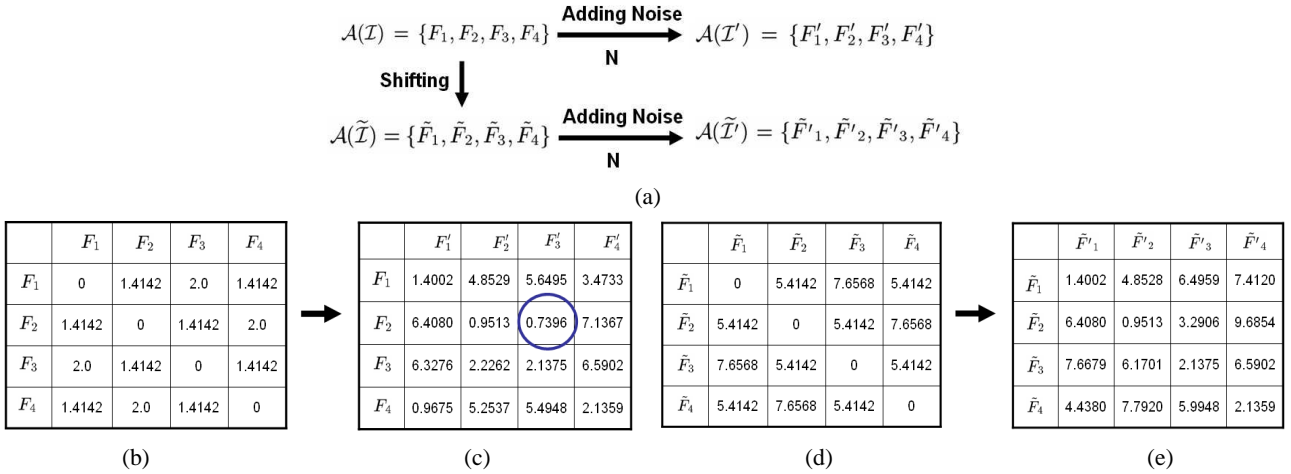 A(I) = {F₁, F₂, F₃, F₄} Adding Noise N A(I′) = {F′₁, F′₂, F′₃, F′₄}
Shifting
A(Ĩ) = {F̃₁, F̃₂, F̃₃, F̃₄} Adding Noise N A(Ĩ′) = {F̃′₁, F̃′₂, F̃′₃, F̃′₄}
(a)
F₁ F₂ F₃ F₄
F₁ 0 1.4142 2.0 1.4142
F₂ 1.4142 0 1.4142 2.0
F₃ 2.0 1.4142 0 1.4142
F₄ 1.4142 2.0 1.4142 0
(b)
F′₁ F′₂ F′₃ F′₄
F₁ 1.4002 4.8529 5.6495 3.4733
F₂ 6.4080 0.9513 0.7396 7.1367
F₃ 6.3276 2.2262 2.1375 6.5902
F₄ 0.9675 5.2537 5.4948 2.1359
(c)
F̃₁ F̃₂ F̃₃ F̃₄
F̃₁ 0 5.4142 7.6568 5.4142
F̃₂ 5.4142 0 5.4142 7.6568
F̃₃ 7.6568 5.4142 0 5.4142
F̃₄ 5.4142 7.6568 5.4142 0
(d)
F̃′₁ F̃′₂ F̃′₃ F̃′₄
F̃₁ 1.4002 4.8528 6.4959 7.4120
F̃₂ 6.4080 0.9513 3.2906 9.6854
F̃₃ 7.6679 6.1701 2.1375 6.5902
F̃₄ 4.4380 7.7920 5.9948 2.1359
(e)